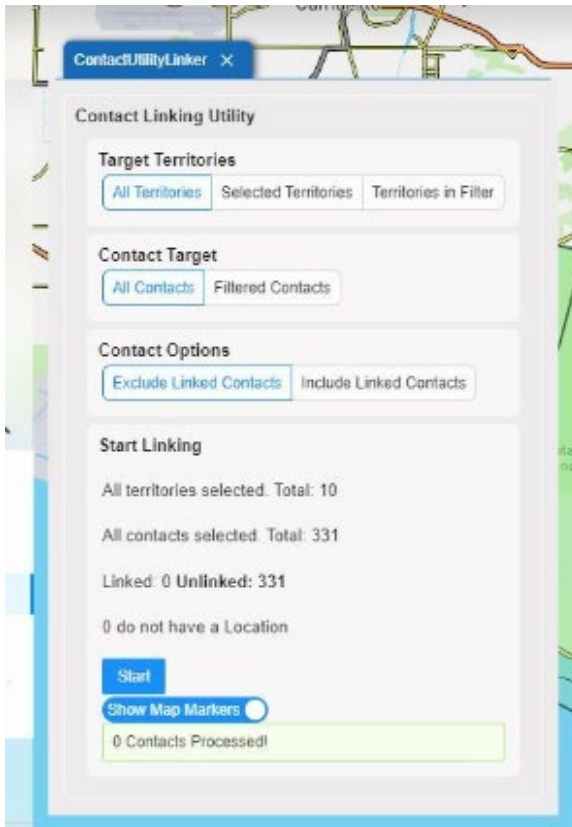 ContactUtilityLinker ×
Contact Linking Utility
Target Territories
All Territories Selected Territories Territories in Filter
Contact Target
All Contacts Filtered Contacts
Contact Options
Exclude Linked Contacts Include Linked Contacts
Start Linking
All territories selected. Total: 10
All contacts selected. Total: 331
Linked: 0 Unlinked: 331
0 do not have a Location
Start
Show Map Markers
0 Contacts Processed!